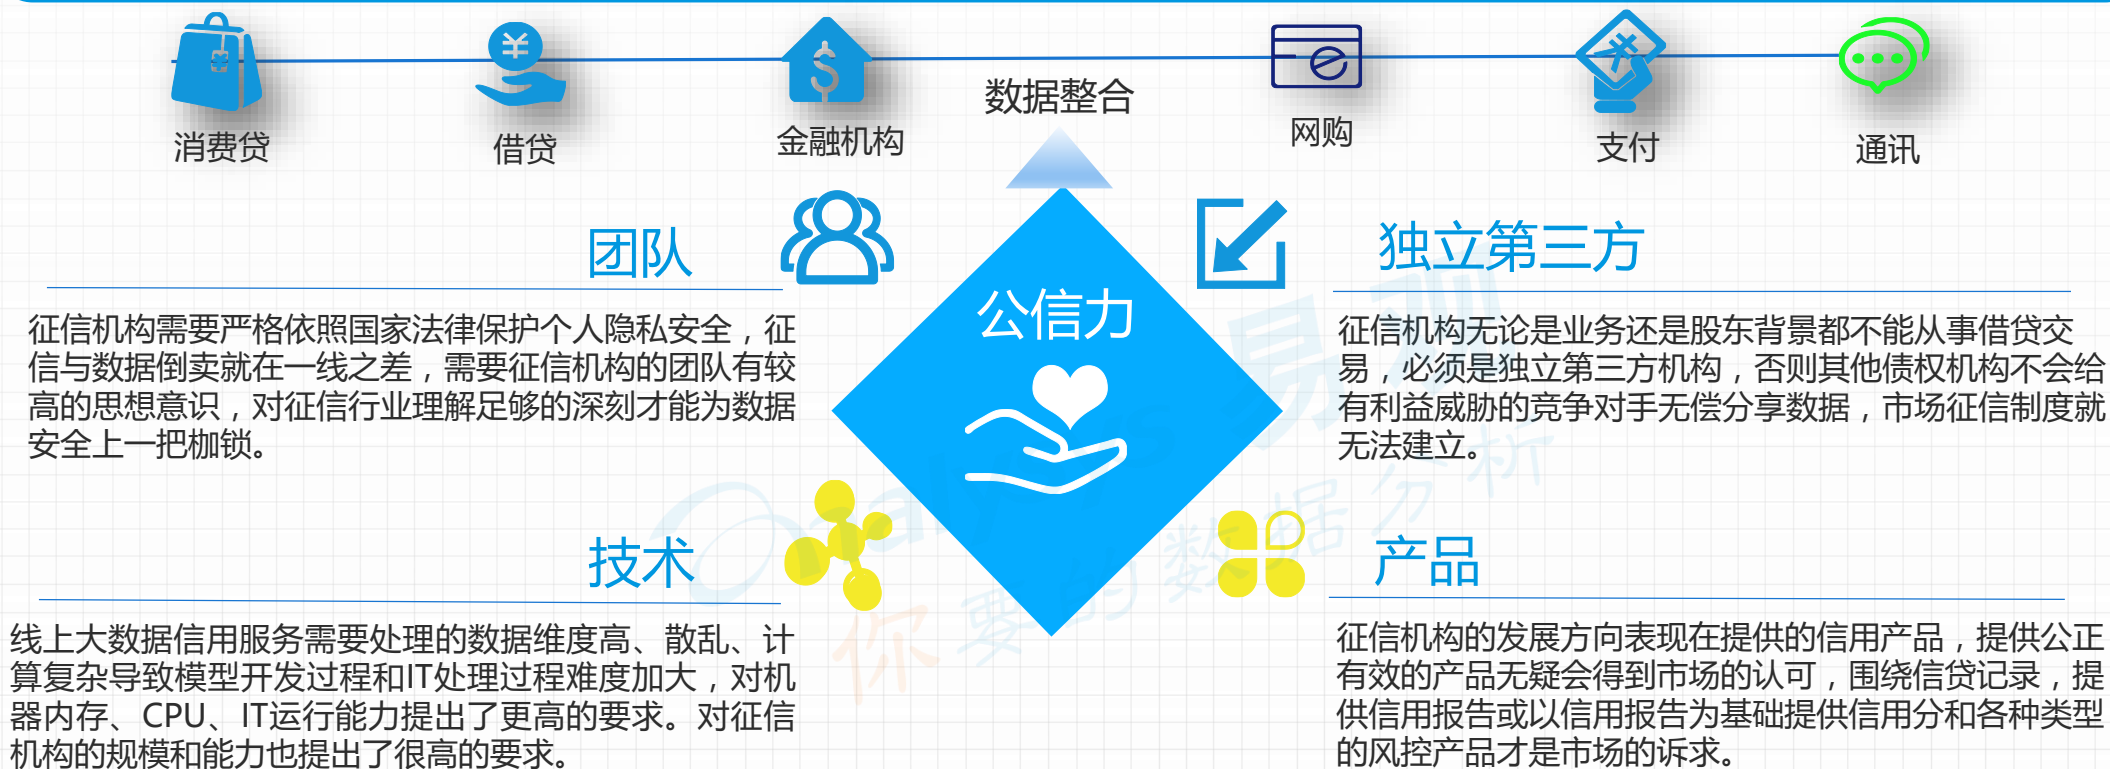 消费贷
借贷
金融机构
数据整合
网购
支付
通讯
团队
征信机构需要严格依照国家法律保护个人隐私安全，征
信与数据倒卖就在一线之差，需要征信机构的团队有较
高的思想意识，对征信行业理解足够的深刻才能为数据
安全上一把枷锁。
公信力
独立第三方
征信机构无论是业务还是股东背景都不能从事借贷交
易，必须是独立第三方机构，否则其他债权机构不会给
有利益威胁的竞争对手无偿分享数据，市场征信制度就
无法建立。
技术
线上大数据信用服务需要处理的数据维度高、散乱、计
算复杂导致模型开发过程和IT处理过程难度加大，对机
器内存、CPU、IT运行能力提出了更高的要求。对征信
机构的规模和能力也提出了很高的要求。
产品
征信机构的发展方向表现在提供的信用产品，提供公正
有效的产品无疑会得到市场的认可，围绕信贷记录，提
供信用报告或以信用报告为基础提供信用分和各种类型
的风控产品才是市场的诉求。
nalysys 易观
你要的数据分析